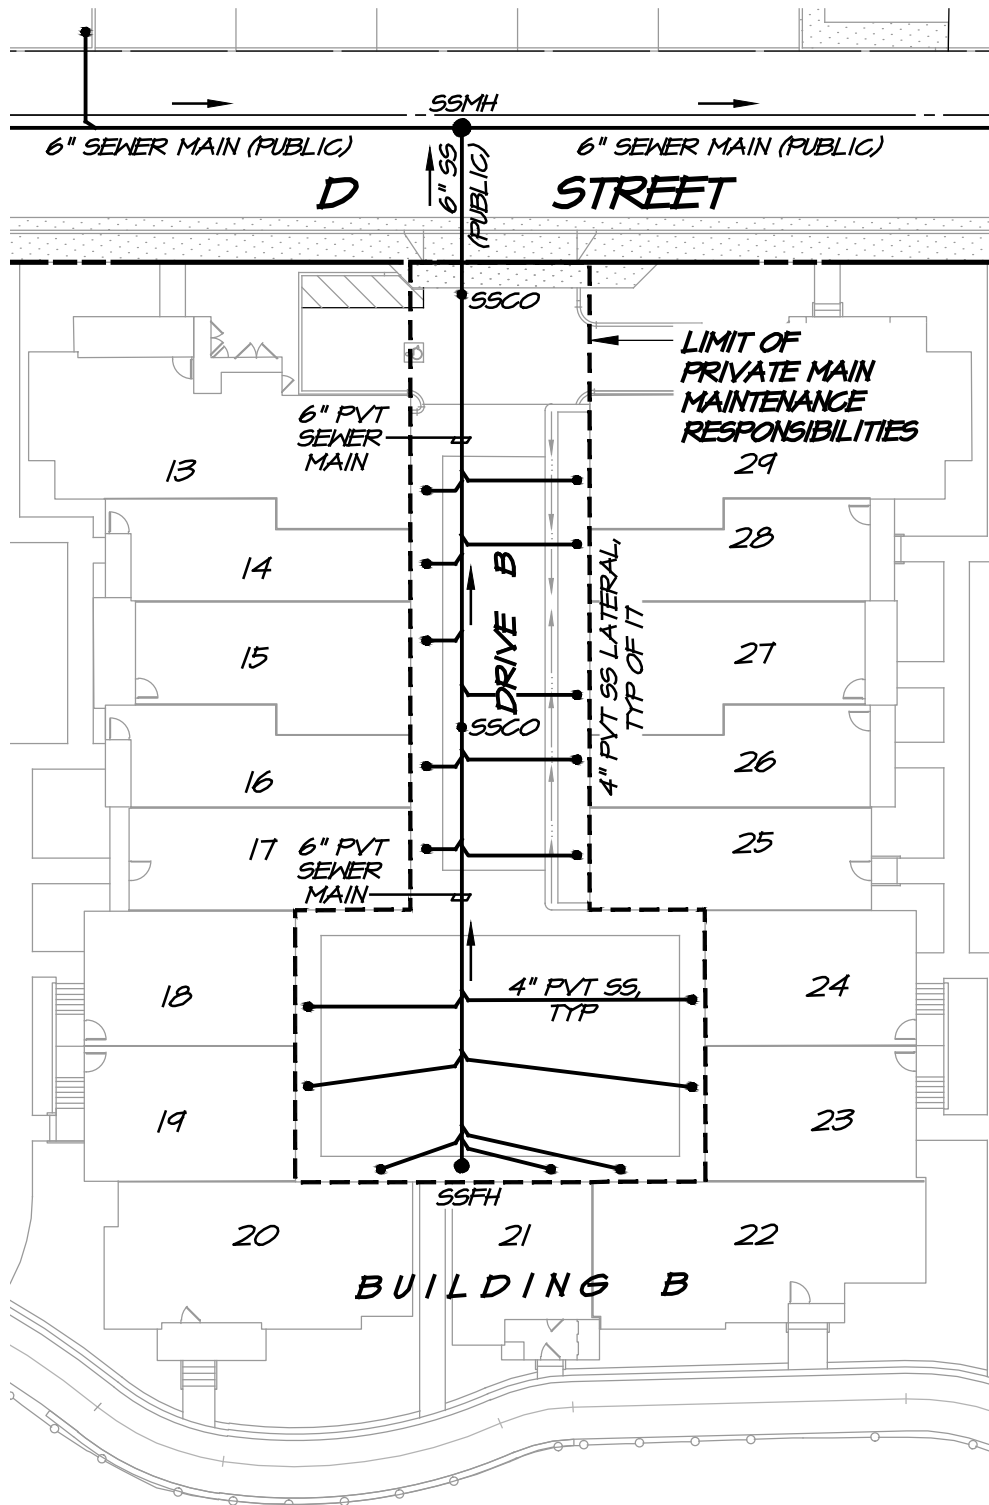 SSMH
6" SEWER MAIN (PUBLIC)
6" SS
(PUBLIC)
6" SEWER MAIN (PUBLIC)
D STREET
SSCO
LIMIT OF
PRIVATE MAIN
MAINTENANCE
RESPONSIBILITIES
6" PVT
SEWER
MAIN
13
29
14
28
DRIVE B
4" PVT SS LATERAL,
TYP OF 17
15
27
SSCO
16
26
17
6" PVT
SEWER
MAIN
25
18
4" PVT SS,
TYP
24
19
23
SSFH
20
21
22
BUILDING B